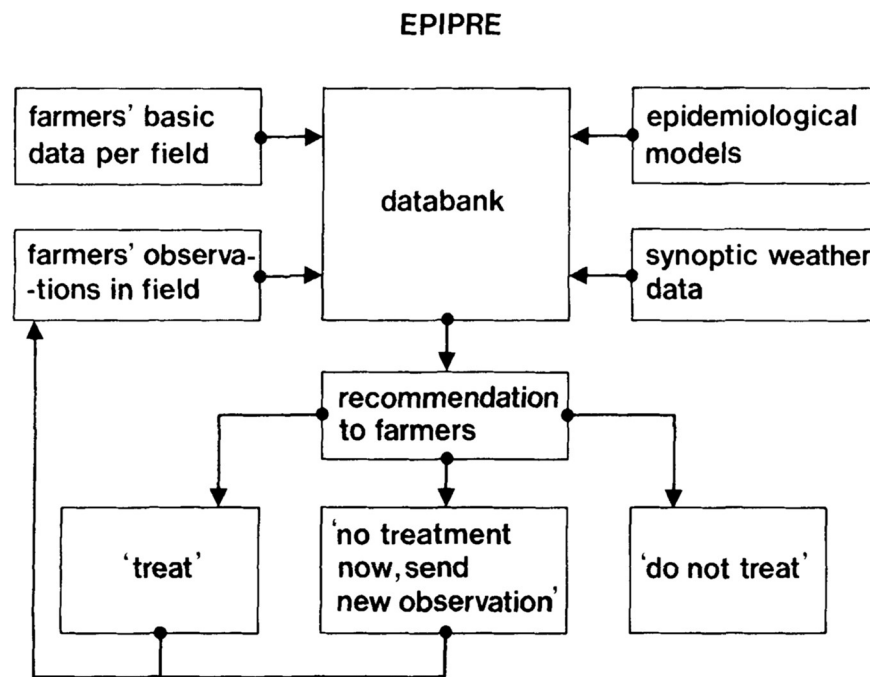 EPIPRE
farmers' basic
data per field
databank
epidemiological
models
farmers' observa-
-tions in field
synoptic weather
data
recommendation
to farmers
'treat'
'no treatment
now, send
new observation'
'do not treat'